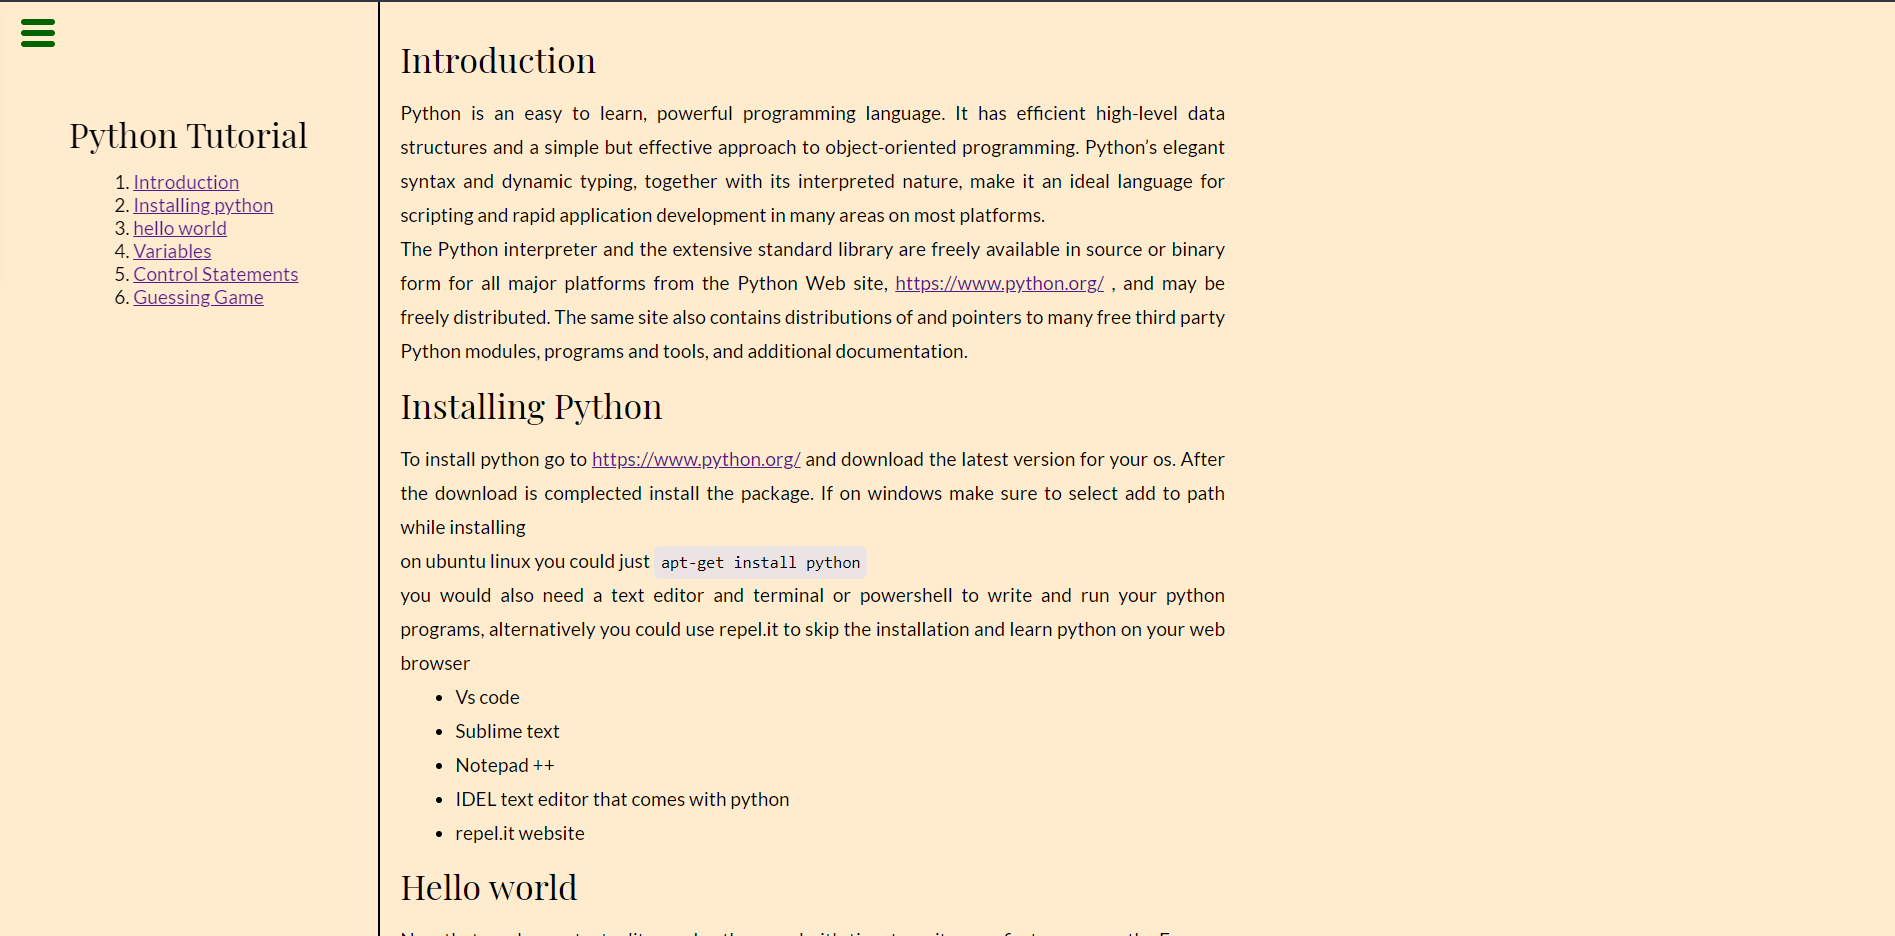 Python Tutorial
1. Introduction
2. Installing python
3. hello world
4. Variables
5. Control Statements
6. Guessing Game
Introduction
Python is an easy to learn, powerful programming language. It has efficient high-level data
structures and a simple but effective approach to object-oriented programming. Python’s elegant
syntax and dynamic typing, together with its interpreted nature, make it an ideal language for
scripting and rapid application development in many areas on most platforms.
The Python interpreter and the extensive standard library are freely available in source or binary
form for all major platforms from the Python Web site, https://www.python.org/ , and may be
freely distributed. The same site also contains distributions of and pointers to many free third party
Python modules, programs and tools, and additional documentation.
Installing Python
To install python go to https://www.python.org/ and download the latest version for your os. After
the download is complected install the package. If on windows make sure to select add to path
while installing
on ubuntu linux you could just apt-get install python
you would also need a text editor and terminal or powershell to write and run your python
programs, alternatively you could use repel.it to skip the installation and learn python on your web
browser
• Vs code
• Sublime text
• Notepad ++
• IDEL text editor that comes with python
• repel.it website
Hello world